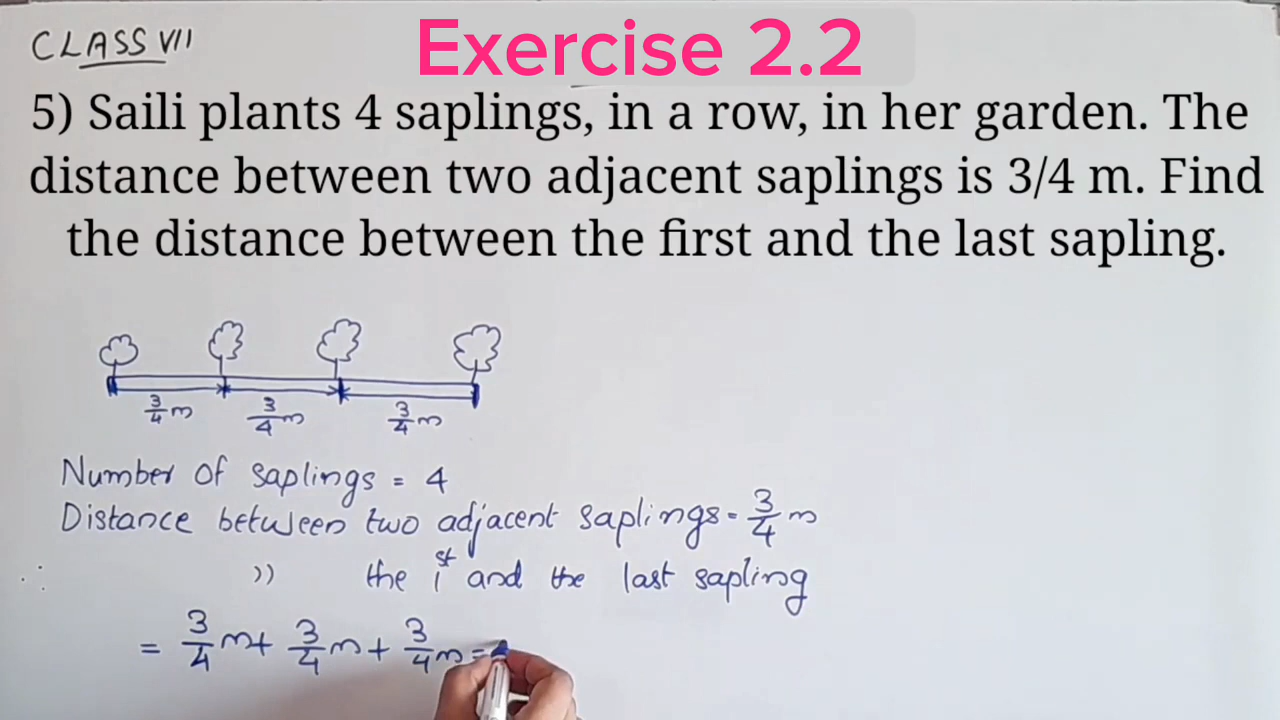 CLASS VII
Exercise 2.2
5) Saili plants 4 saplings, in a row, in her garden. The
distance between two adjacent saplings is 3/4 m. Find
the distance between the first and the last sapling.
3/4 m 3/4 m 3/4 m
Number of saplings = 4
Distance between two adjacent saplings = 3/4 m
∴ 〃 the 1st and the last sapling
= 3/4 m + 3/4 m + 3/4 m =